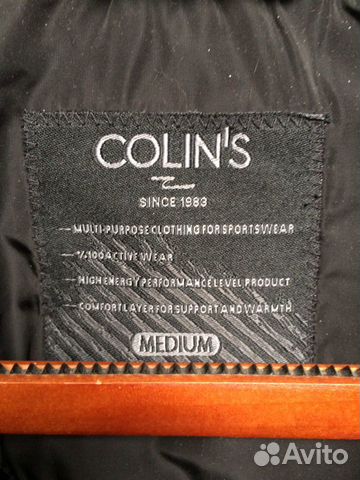 COLIN'S
SINCE 1983
MULTI-PURPOSE CLOTHING FOR SPORTSWEAR
%100 ACTIVE WEAR
HIGH ENERGY PERFORMANCE LEVEL PRODUCT
COMFORT LAYER FOR SUPPORT AND WARMTH
MEDIUM
Avito